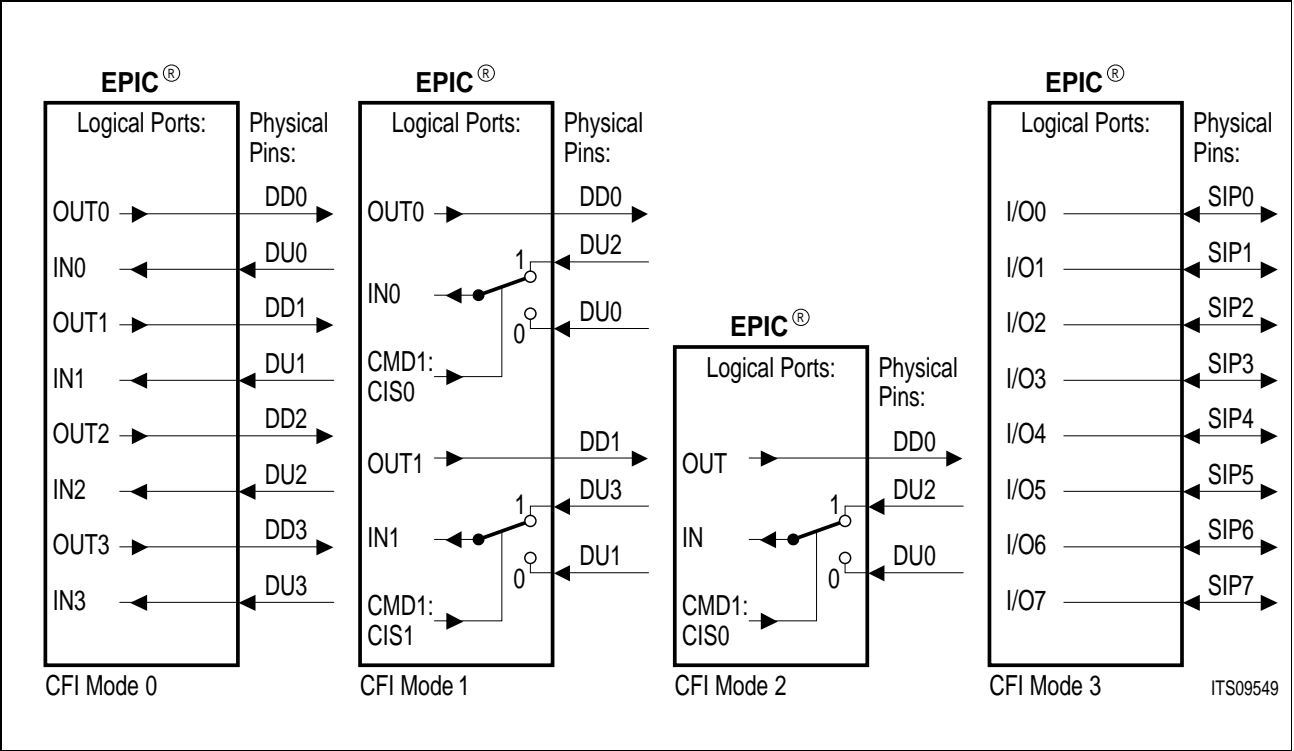 EPIC ®
Logical Ports:
Physical
Pins:
OUT0
DD0
IN0
DU0
OUT1
DD1
IN1
DU1
OUT2
DD2
IN2
DU2
OUT3
DD3
IN3
DU3
CFI Mode 0
EPIC ®
Logical Ports:
Physical
Pins:
OUT0
DD0
1
DU2
IN0
0
DU0
CMD1:
CIS0
OUT1
DD1
1
DU3
IN1
0
DU1
CMD1:
CIS1
CFI Mode 1
EPIC ®
Logical Ports:
Physical
Pins:
OUT
DD0
1
DU2
IN
0
DU0
CMD1:
CIS0
CFI Mode 2
EPIC ®
Logical Ports:
Physical
Pins:
I/O0
SIP0
I/O1
SIP1
I/O2
SIP2
I/O3
SIP3
I/O4
SIP4
I/O5
SIP5
I/O6
SIP6
I/O7
SIP7
CFI Mode 3
ITS09549